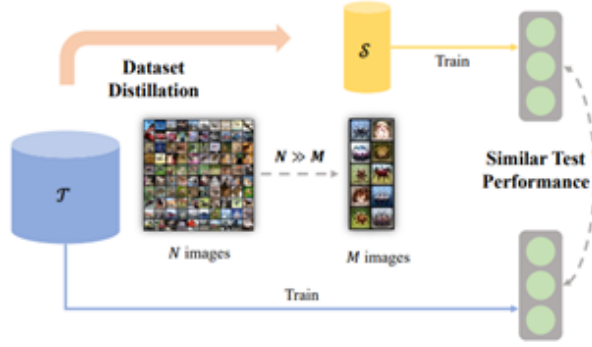 𝒮
Train
Dataset
Distillation
N ≫ M
𝒯
Similar Test
Performance
N images
M images
Train